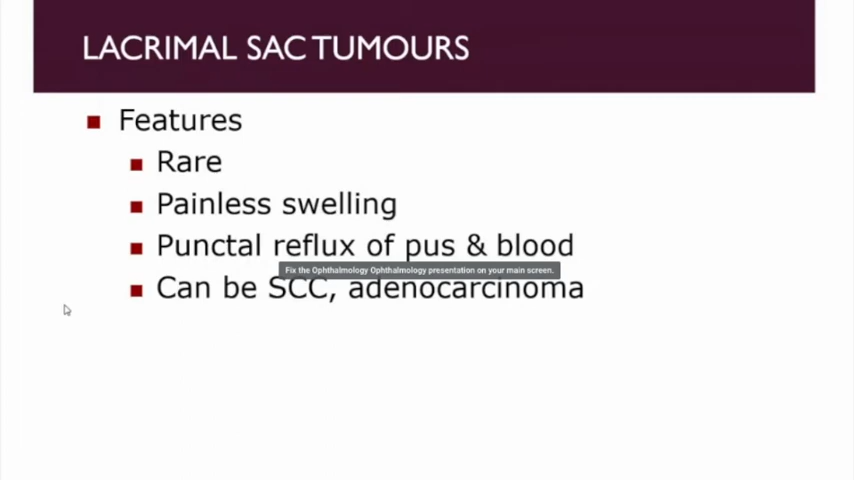 LACRIMAL SAC TUMOURS
Features
Rare
Painless swelling
Punctal reflux of pus & blood
Fix the Ophthalmology Ophthalmology presentation on your main screen.
Can be SCC, adenocarcinoma